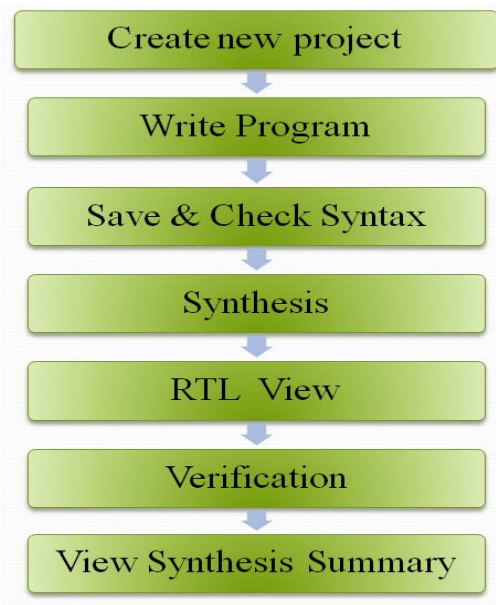 Create new project
Write Program
Save & Check Syntax
Synthesis
RTL View
Verification
View Synthesis Summary